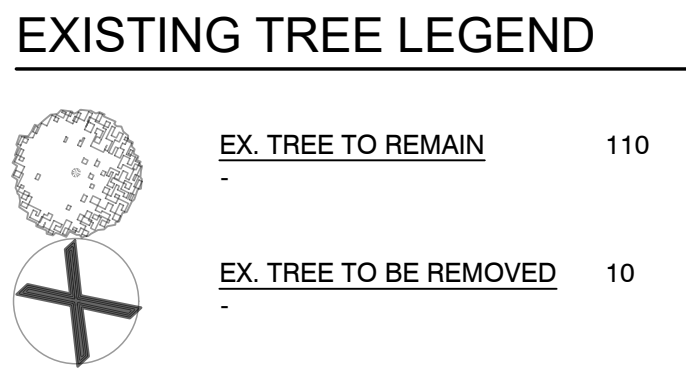 EXISTING TREE LEGEND
EX. TREE TO REMAIN 110
-
EX. TREE TO BE REMOVED 10
-